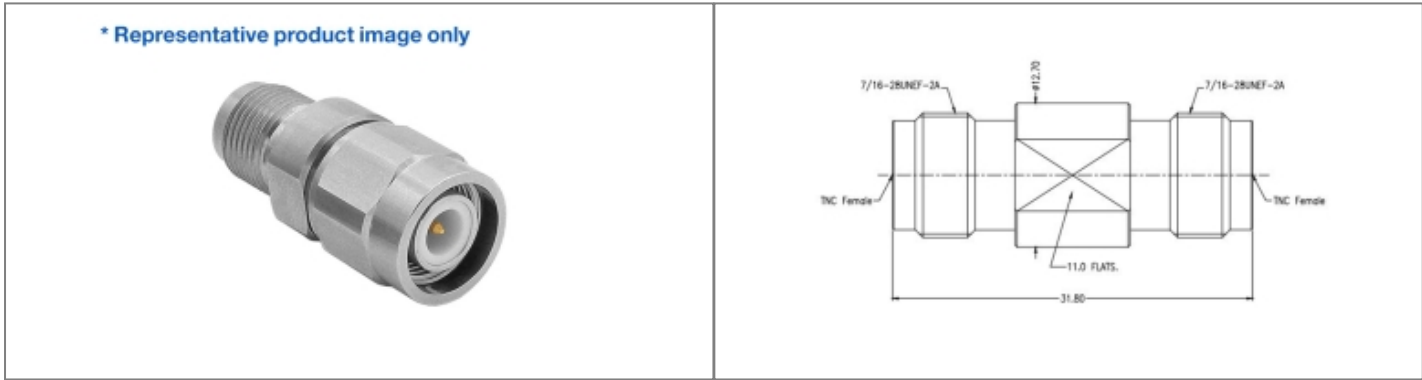 * Representative product image only
ø12.70
7/16-28UNEF-2A
7/16-28UNEF-2A
TNC Female
TNC Female
11.0 FLATS.
31.80